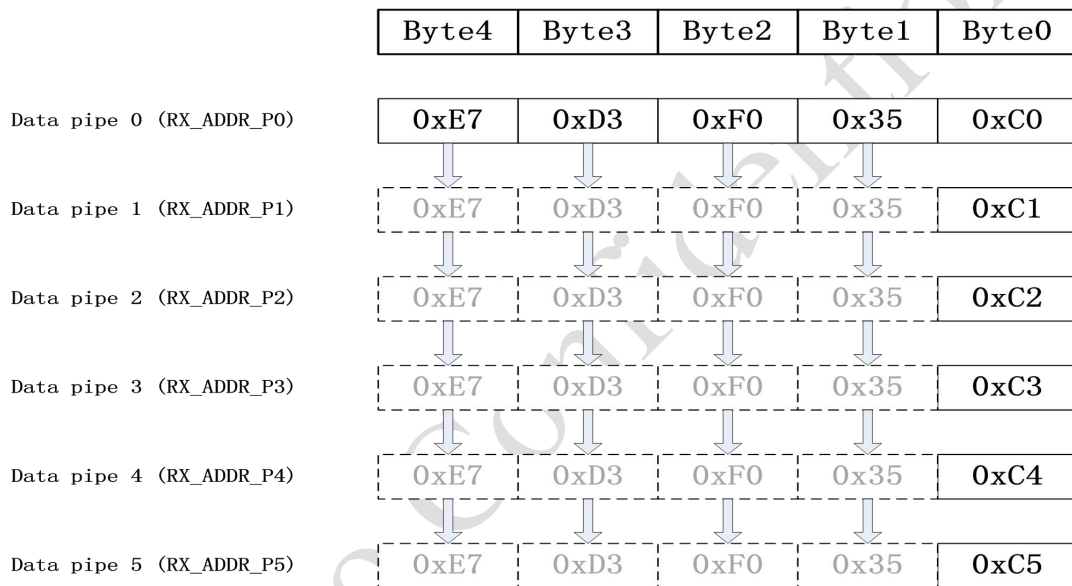 Byte4 Byte3 Byte2 Byte1 Byte0
Data pipe 0 (RX_ADDR_P0) 0xE7 0xD3 0xF0 0x35 0xC0
Data pipe 1 (RX_ADDR_P1) 0xE7 0xD3 0xF0 0x35 0xC1
Data pipe 2 (RX_ADDR_P2) 0xE7 0xD3 0xF0 0x35 0xC2
Data pipe 3 (RX_ADDR_P3) 0xE7 0xD3 0xF0 0x35 0xC3
Data pipe 4 (RX_ADDR_P4) 0xE7 0xD3 0xF0 0x35 0xC4
Data pipe 5 (RX_ADDR_P5) 0xE7 0xD3 0xF0 0x35 0xC5